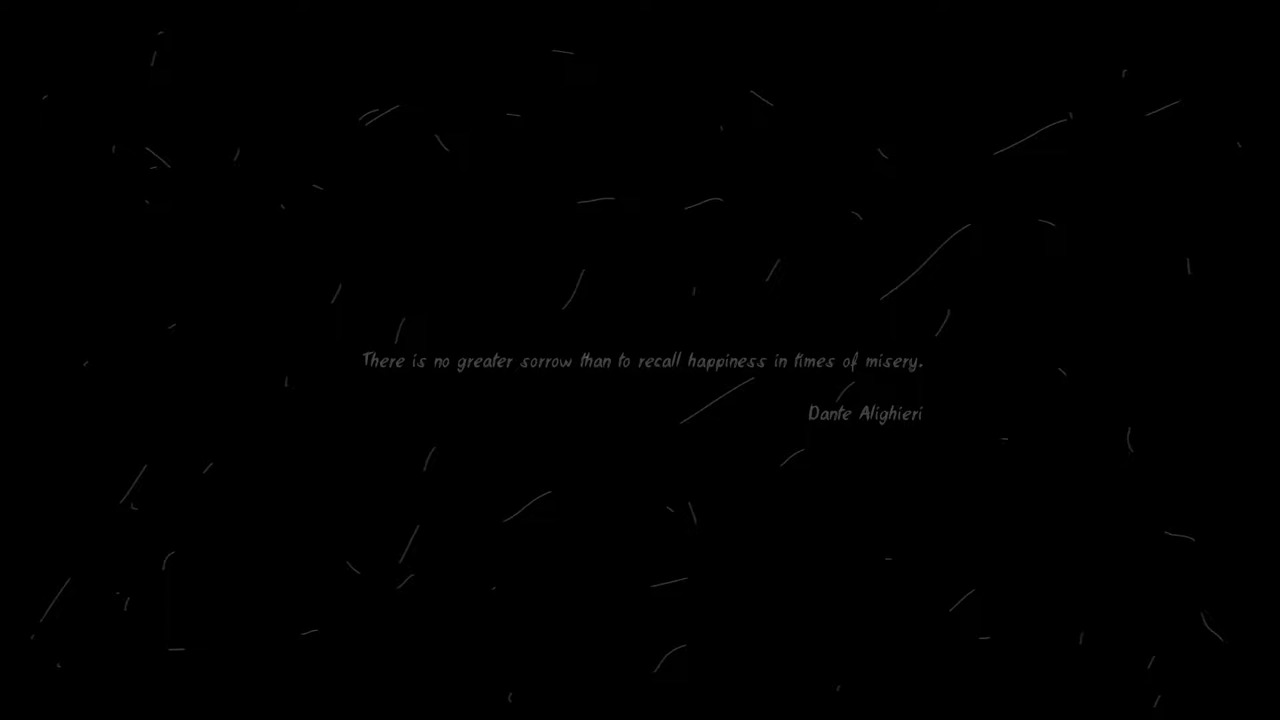 There is no greater sorrow than to recall happiness in times of misery.
Dante Alighieri